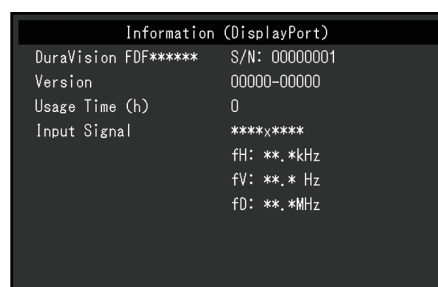 Information (DisplayPort)
DuraVision FDF****** S/N: 00000001
Version 00000-00000
Usage Time (h) 0
Input Signal ****x****
fH: **.*kHz
fV: **.* Hz
fD: **.*MHz